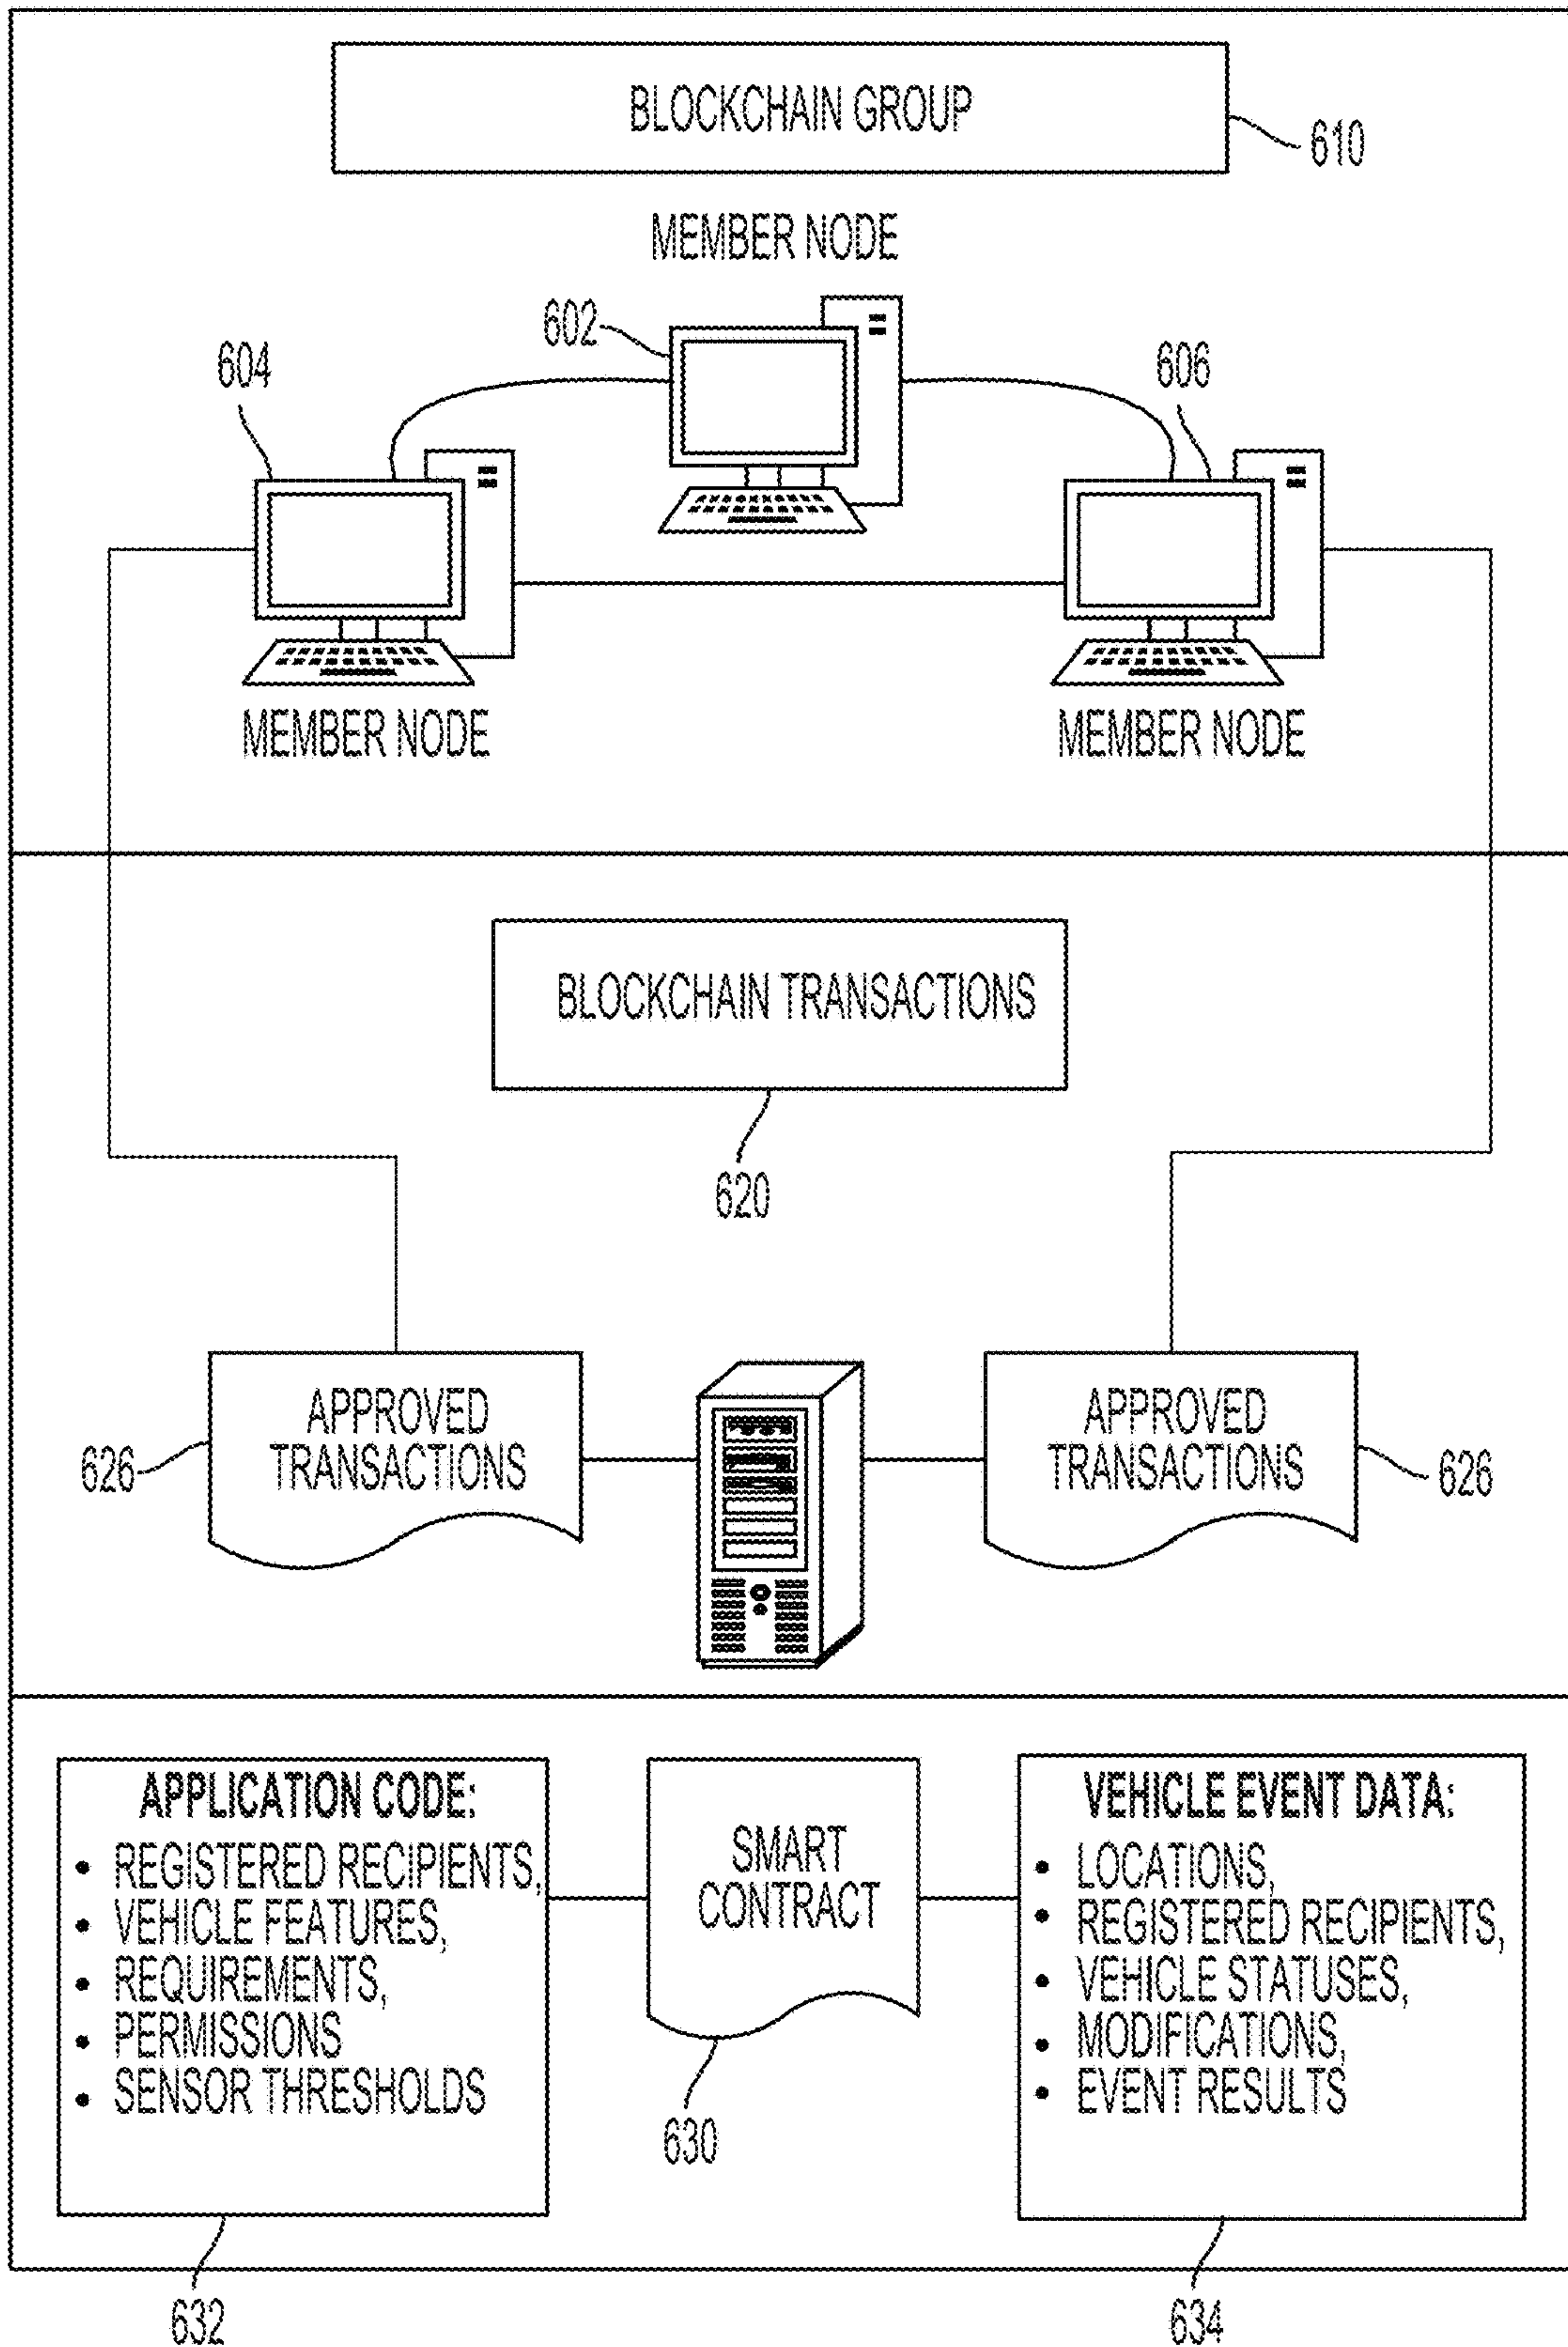 BLOCKCHAIN GROUP
610
MEMBER NODE
602
604
606
MEMBER NODE
MEMBER NODE
BLOCKCHAIN TRANSACTIONS
620
APPROVED
TRANSACTIONS
626
APPROVED
TRANSACTIONS
626
APPLICATION CODE:
• REGISTERED RECIPIENTS,
• VEHICLE FEATURES,
• REQUIREMENTS,
• PERMISSIONS
• SENSOR THRESHOLDS
632
SMART
CONTRACT
630
VEHICLE EVENT DATA:
• LOCATIONS,
• REGISTERED RECIPIENTS,
• VEHICLE STATUSES,
• MODIFICATIONS,
• EVENT RESULTS
634